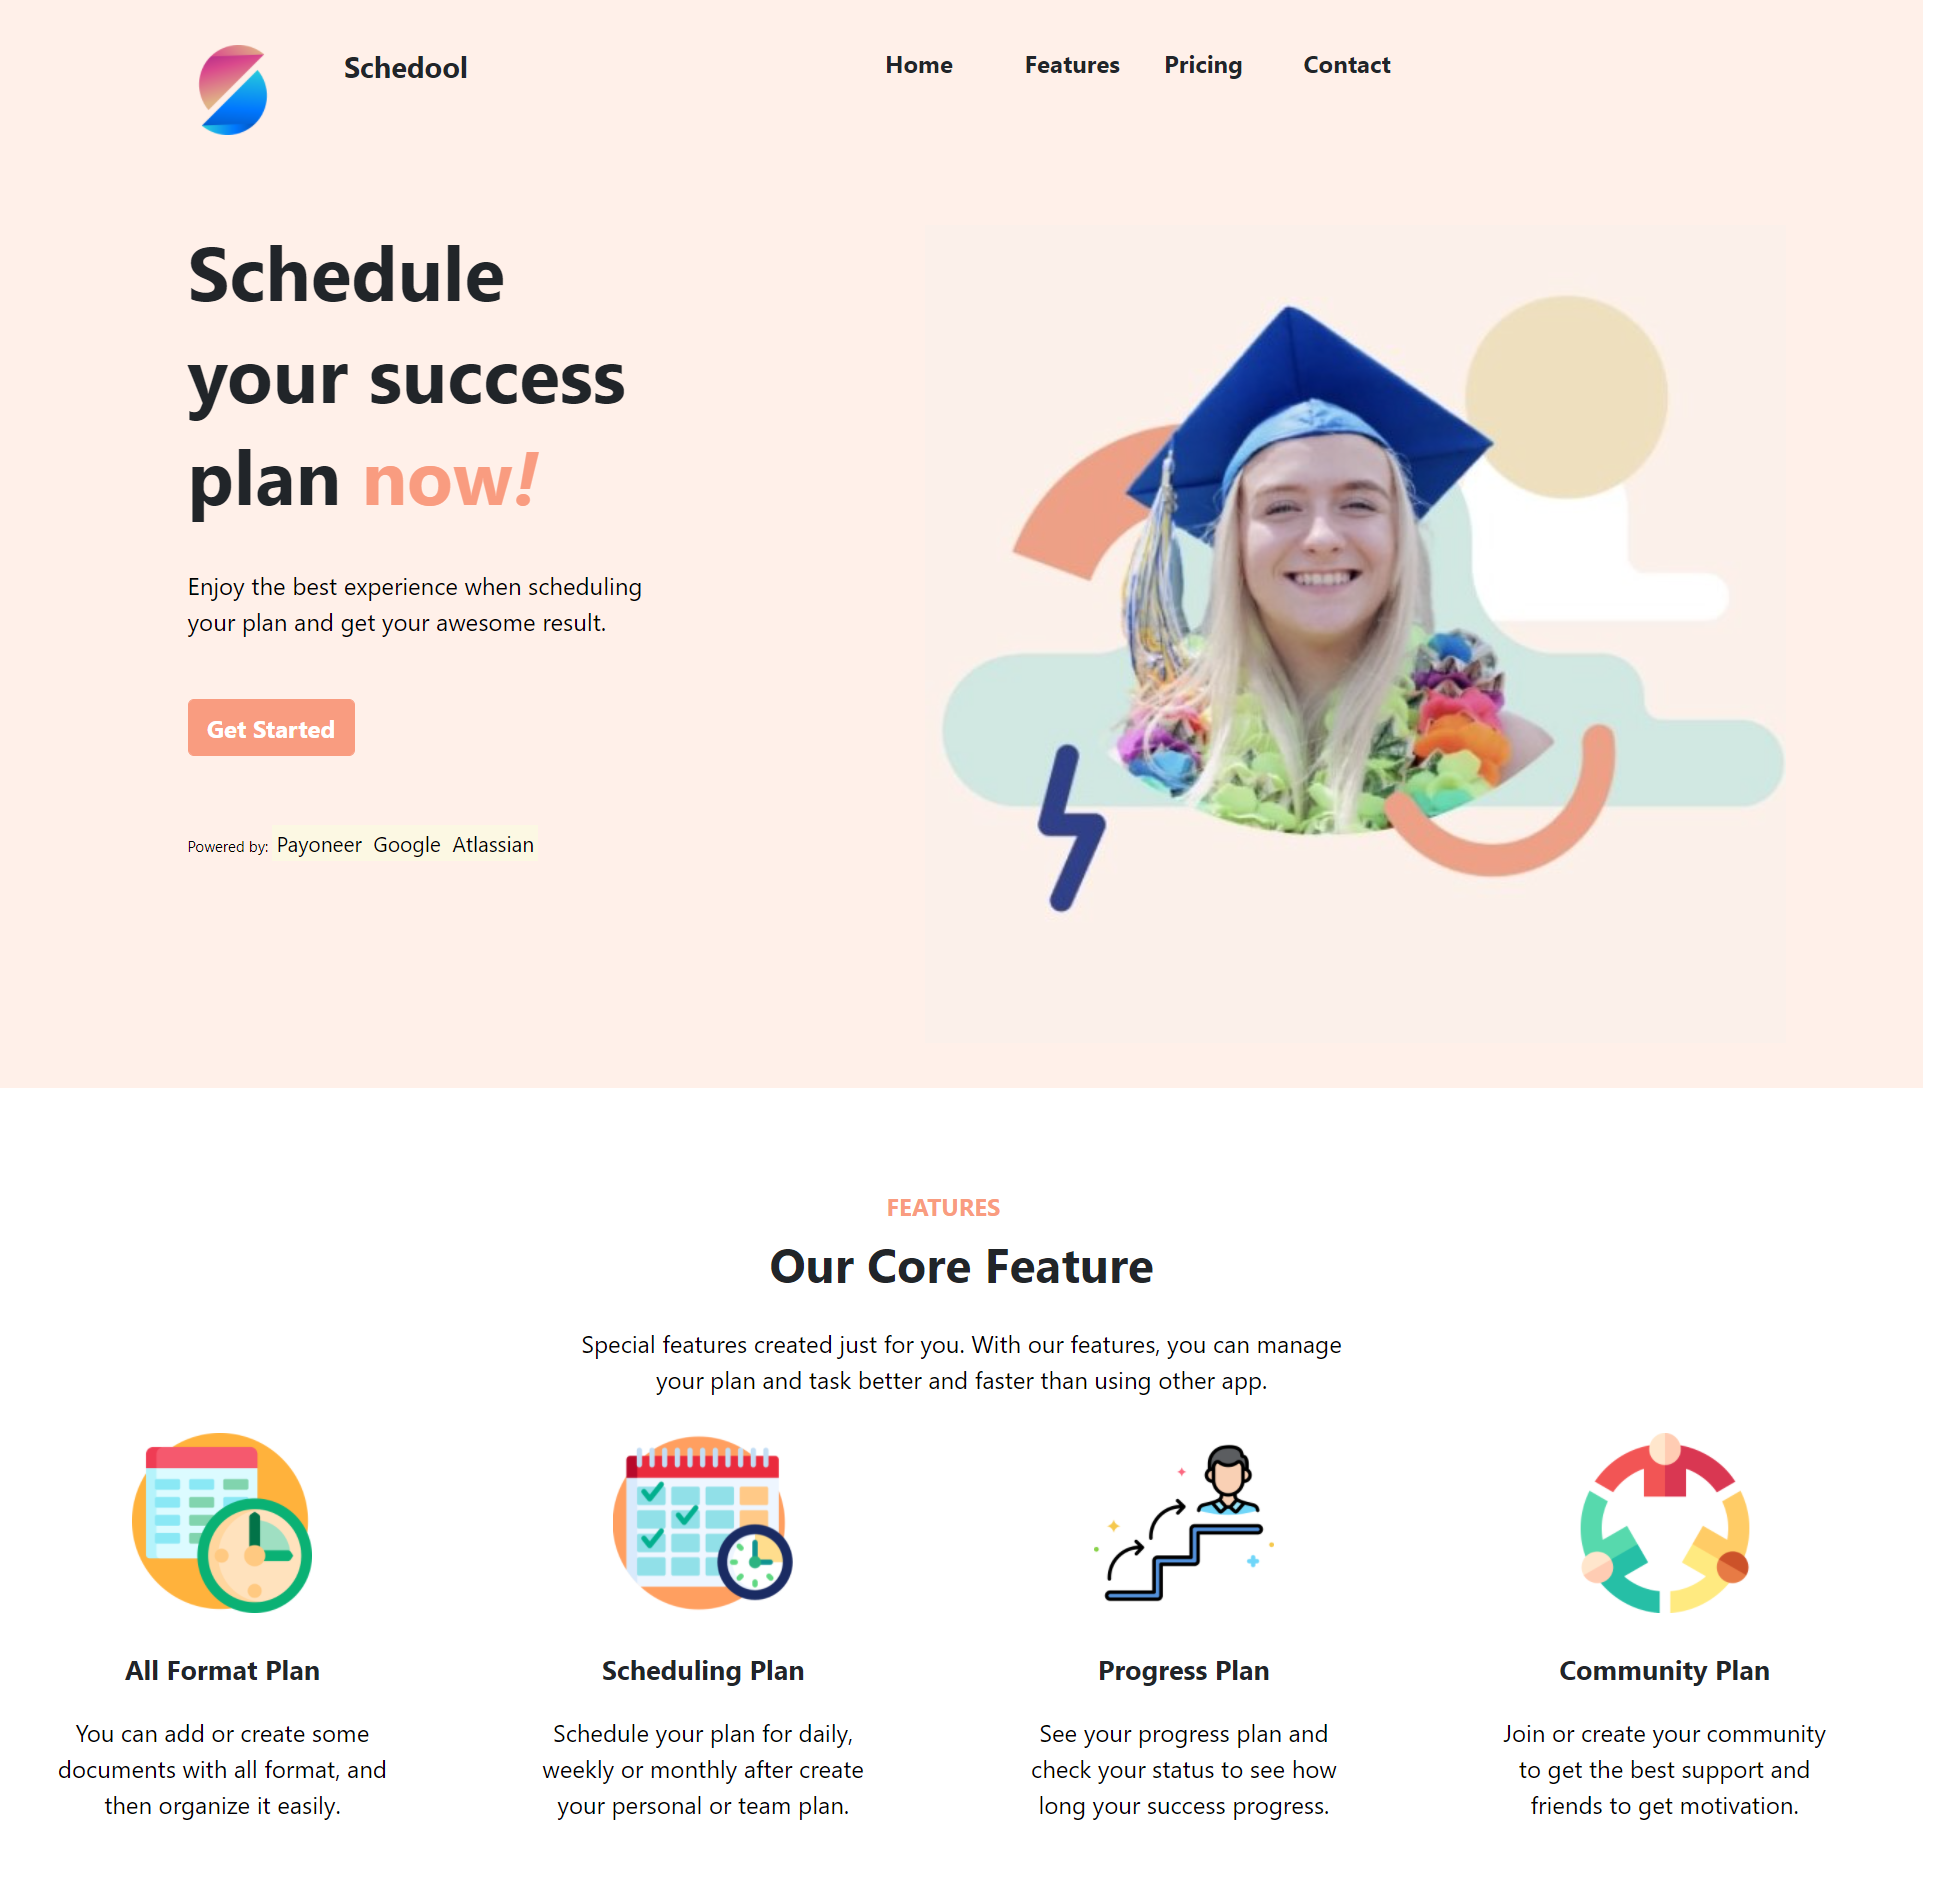 Schedool
Home Features Pricing Contact
Schedule
your success
plan now!
Enjoy the best experience when scheduling
your plan and get your awesome result.
Get Started
Powered by: Payoneer Google Atlassian
FEATURES
Our Core Feature
Special features created just for you. With our features, you can manage
your plan and task better and faster than using other app.
All Format Plan
You can add or create some
documents with all format, and
then organize it easily.
Scheduling Plan
Schedule your plan for daily,
weekly or monthly after create
your personal or team plan.
Progress Plan
See your progress plan and
check your status to see how
long your success progress.
Community Plan
Join or create your community
to get the best support and
friends to get motivation.